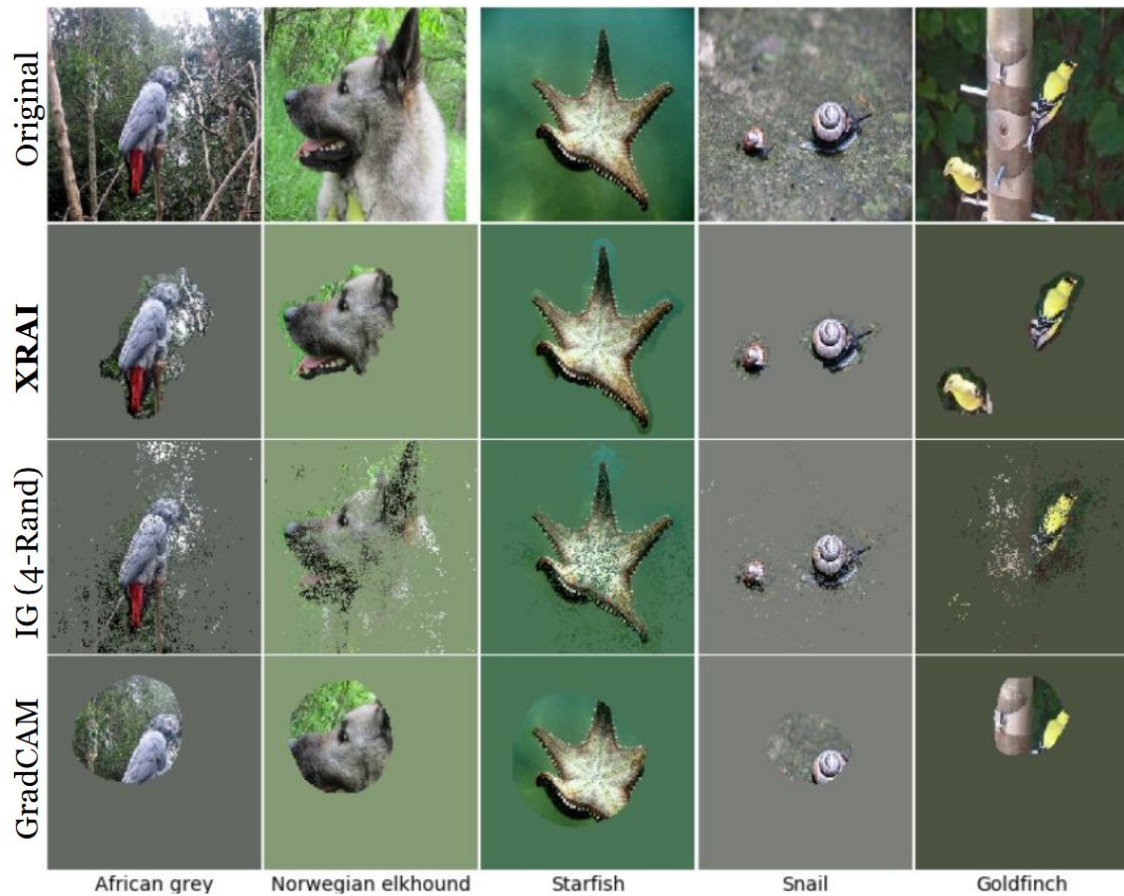 Original
XRAI
IG (4-Rand)
GradCAM
African grey
Norwegian elkhound
Starfish
Snail
Goldfinch